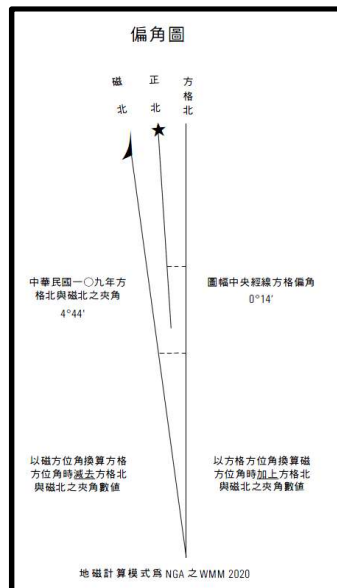 偏角圖
磁北
正北
方格北
中華民國一○九年方
格北與磁北之夾角
4°44'
圖幅中央經線方格偏角
0°14'
以磁方位角換算方格
方位角時減去方格北
與磁北之夾角數值
以方格方位角換算磁
方位角時加上方格北
與磁北之夾角數值
地磁計算模式爲 NGA 之 WMM 2020